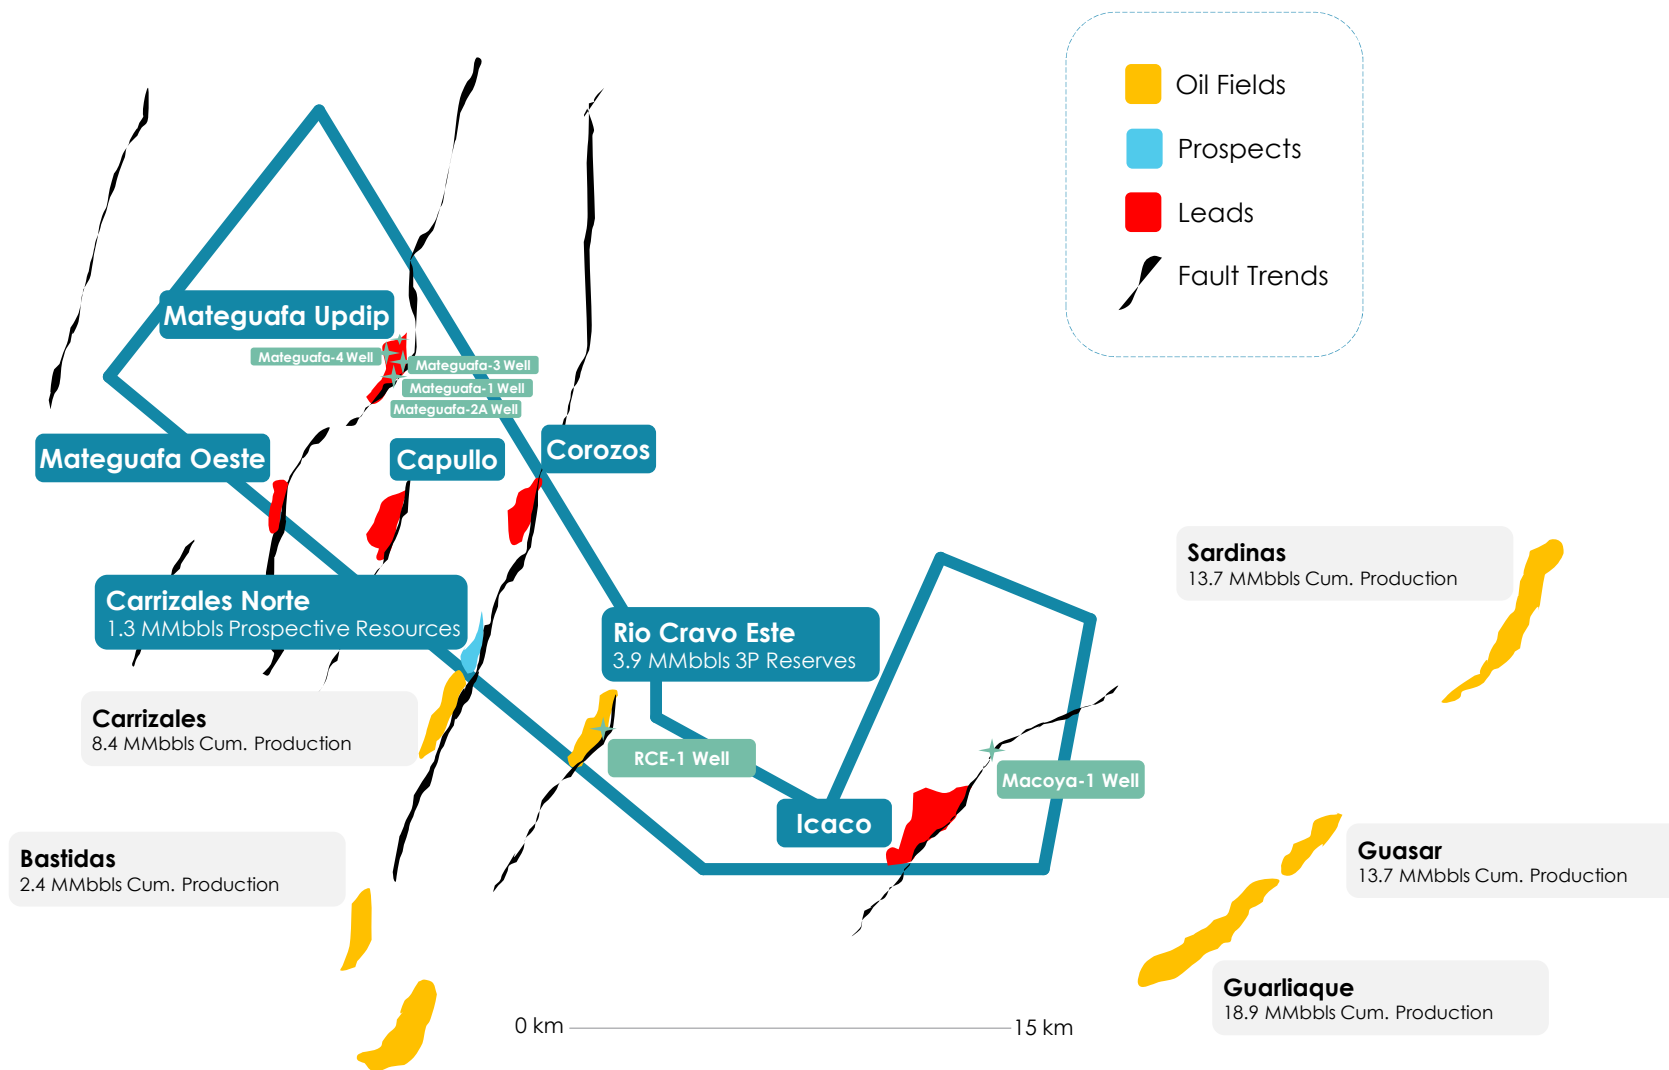 Oil Fields
Prospects
Leads
Fault Trends
Mateguafa Updip
Mateguafa-4 Well
Mateguafa-3 Well
Mateguafa-1 Well
Mateguafa-2A Well
Mateguafa Oeste
Capullo
Corozos
Carrizales Norte
1.3 MMbbls Prospective Resources
Rio Cravo Este
3.9 MMbbls 3P Reserves
Sardinas
13.7 MMbbls Cum. Production
Carrizales
8.4 MMbbls Cum. Production
RCE-1 Well
Macoya-1 Well
Icaco
Bastidas
2.4 MMbbls Cum. Production
Guasar
13.7 MMbbls Cum. Production
Guarliaque
18.9 MMbbls Cum. Production
0 km
15 km